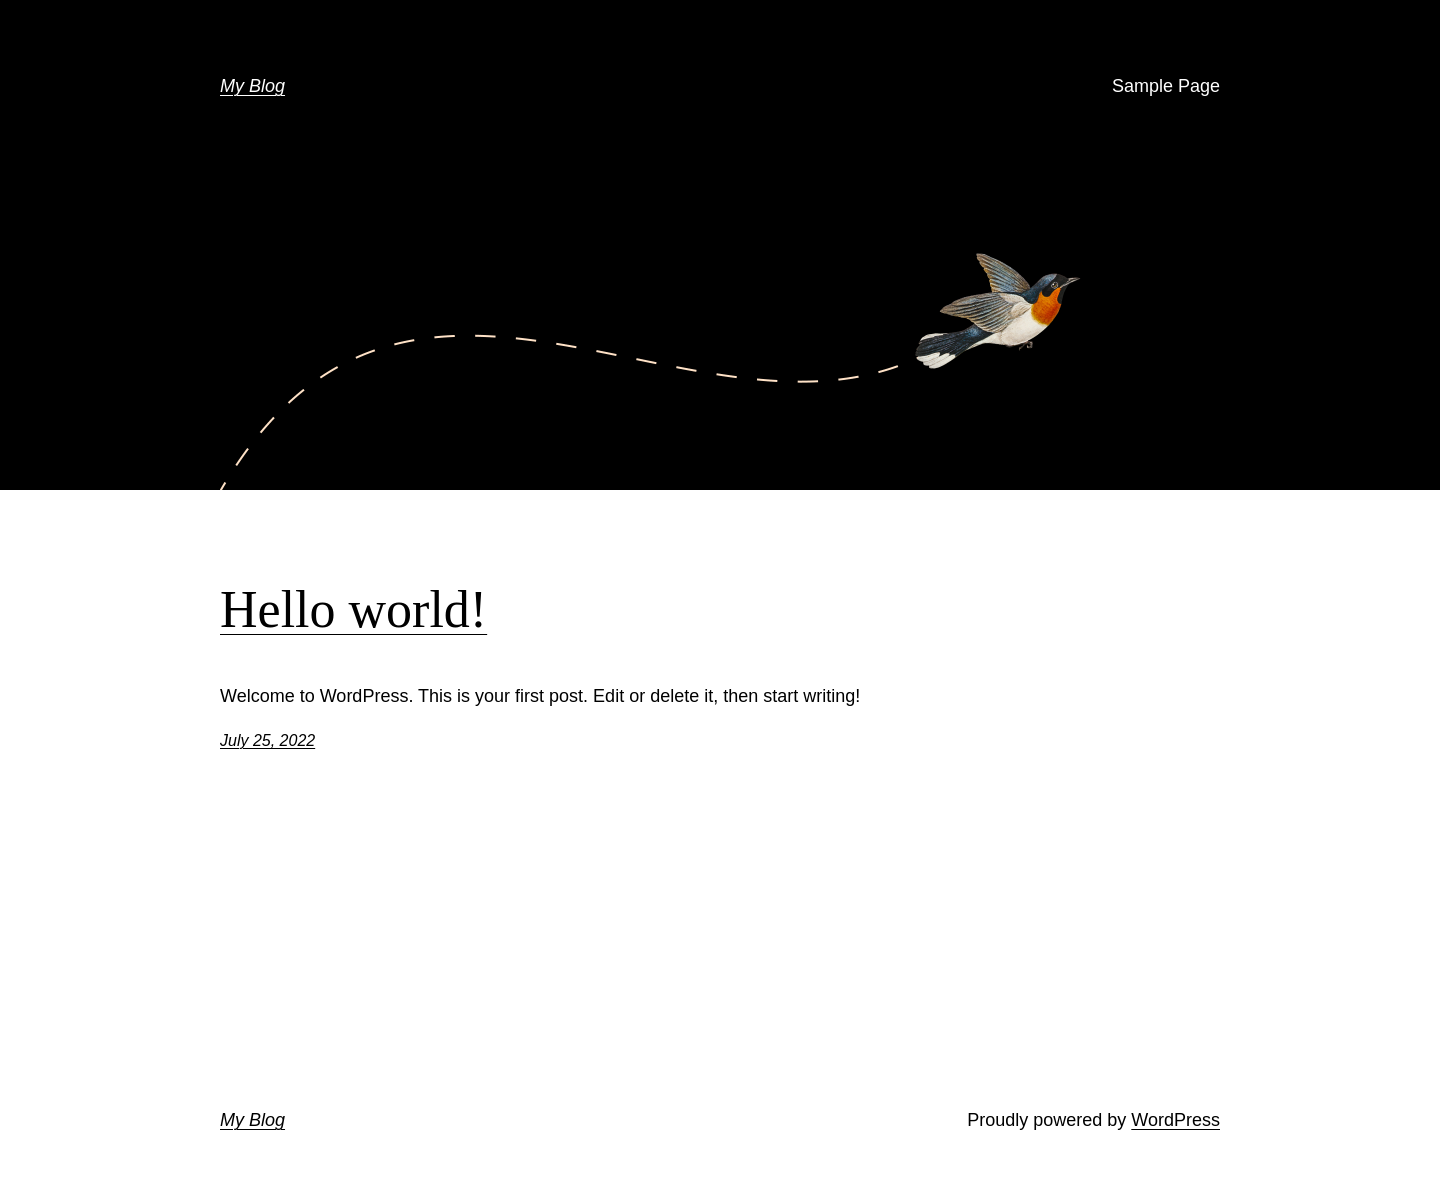 My Blog
Sample Page
Hello world!
Welcome to WordPress. This is your first post. Edit or delete it, then start writing!
July 25, 2022
My Blog
Proudly powered by WordPress